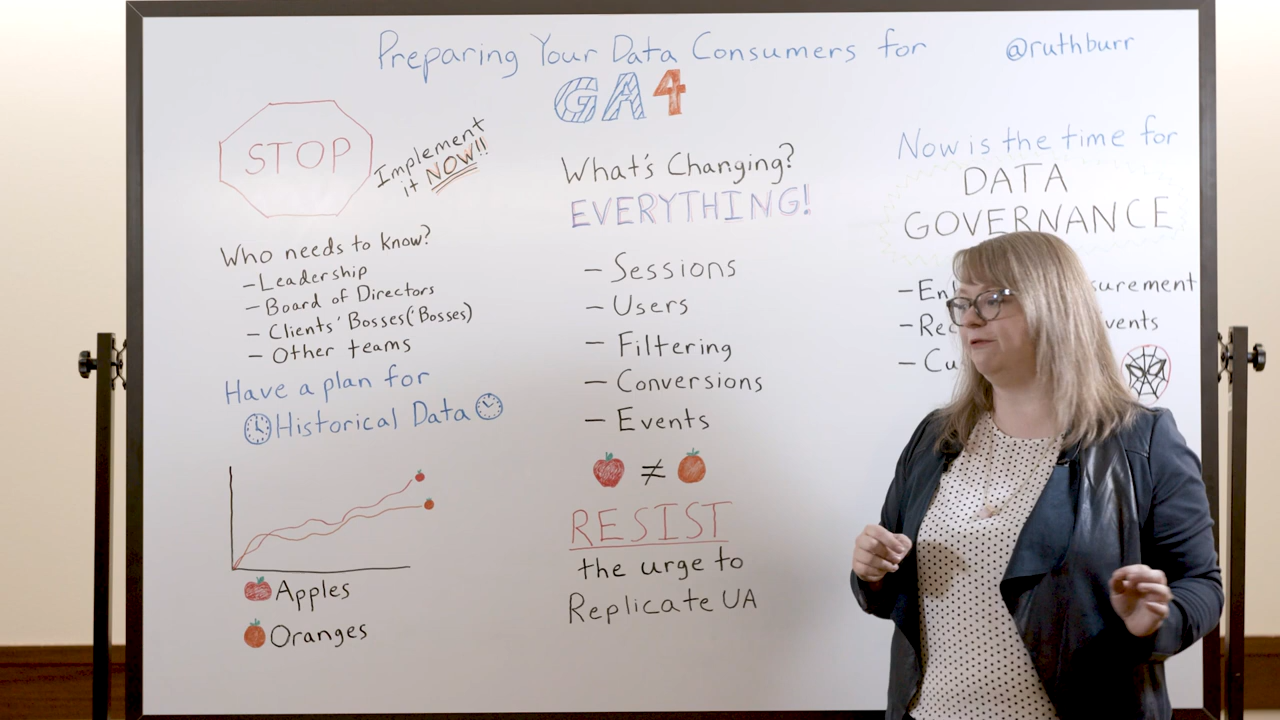 Preparing Your Data Consumers for
GA4
@ruthburr
STOP
Implement
it NOW!!
Who needs to know?
- Leadership
- Board of Directors
- Clients' Bosses ('Bosses)
- Other teams
Have a plan for
Historical Data
Apples
Oranges
What's Changing?
EVERYTHING!
- Sessions
- Users
- Filtering
- Conversions
- Events
≠
RESIST
the urge to
Replicate UA
Now is the time for
DATA
GOVERNANCE